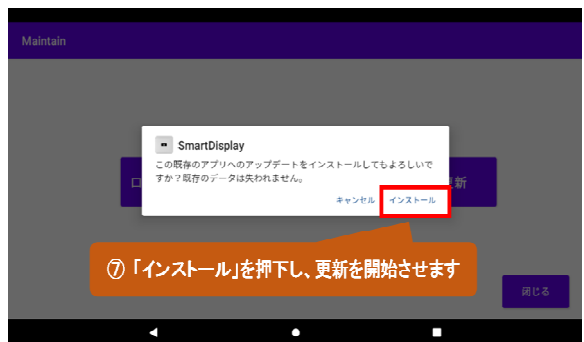 Maintain
SmartDisplay
この既存のアプリへのアップデートをインストールしてもよろしいで
すか？既存のデータは失われません。
キャンセル インストール
ロ
更新
⑦「インストール」を押下し、更新を開始させます
閉じる